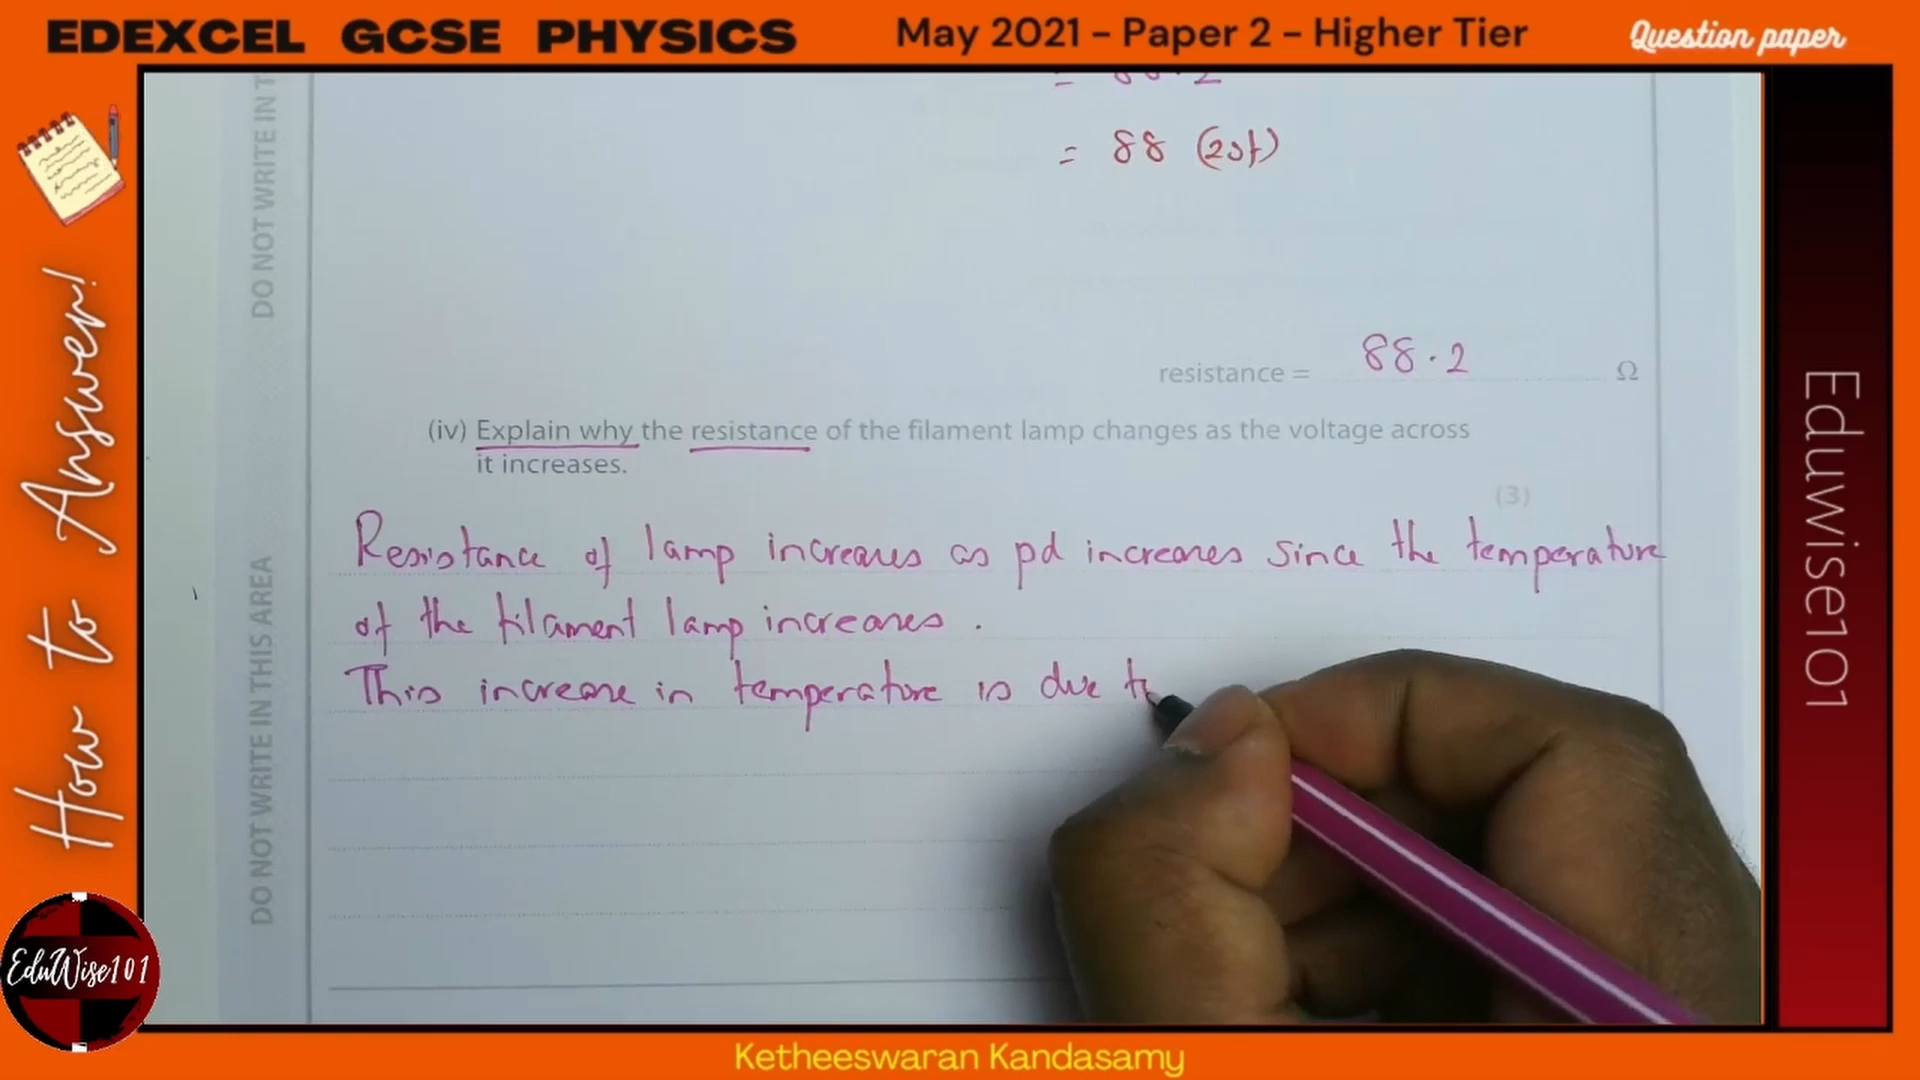 EDEXCEL GCSE PHYSICS
May 2021 - Paper 2 - Higher Tier
Question paper
How to Answer!
DO NOT WRITE IN T
= 88 (2sf)
resistance = 88.2 Ω
(iv) Explain why the resistance of the filament lamp changes as the voltage across
it increases.
(3)
Resistance of lamp increases as pd increases since the temperature
of the filament lamp increases.
This increase in temperature is due t
DO NOT WRITE IN THIS AREA
Eduwise101
EduWise101
Ketheeswaran Kandasamy